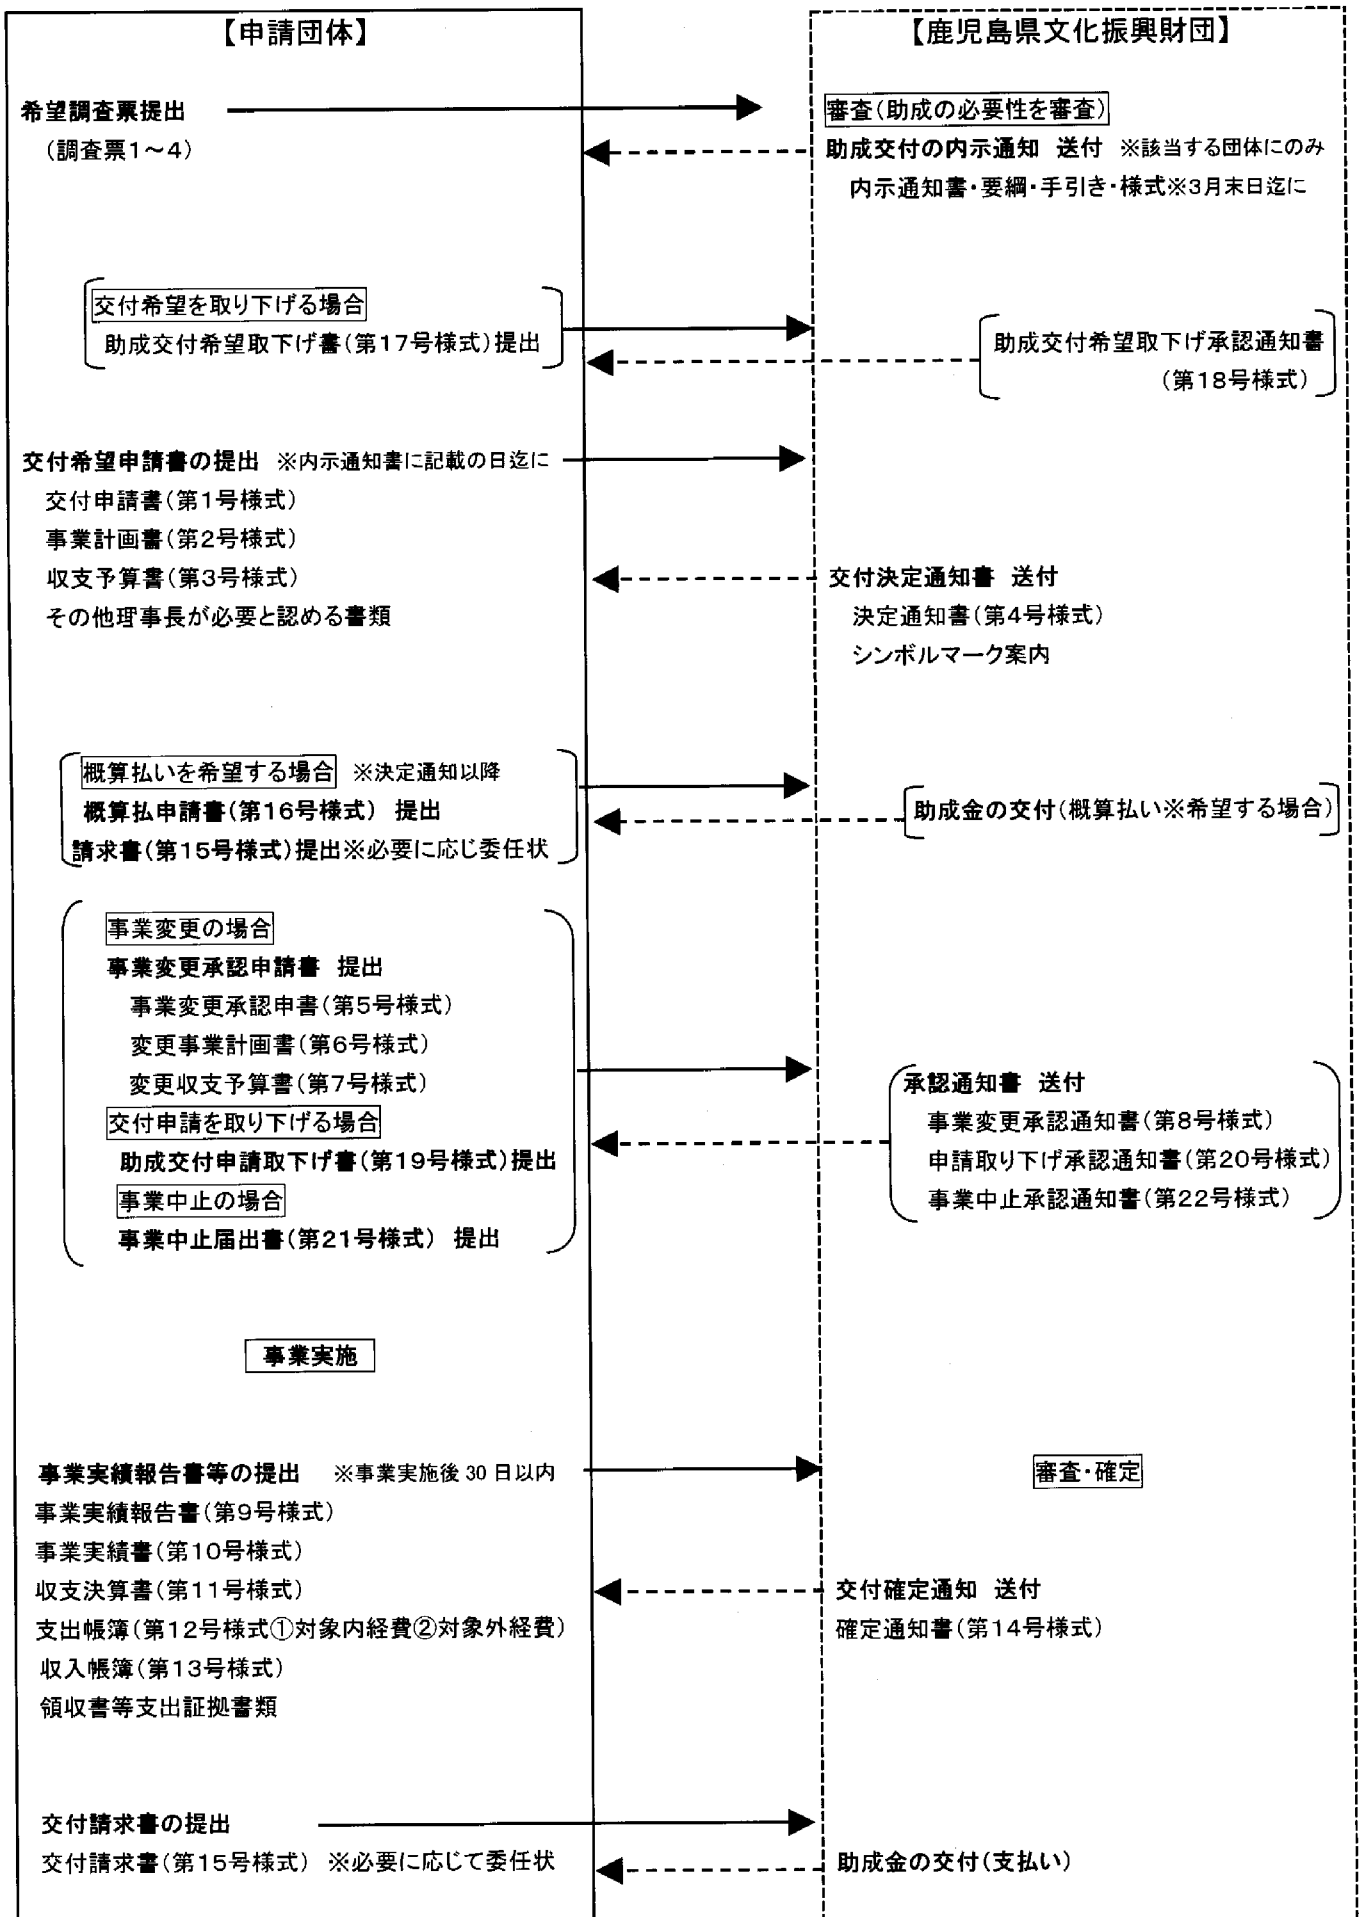 【申請団体】
【鹿児島県文化振興財団】
希望調査票提出
(調査票1～4)
審査(助成の必要性を審査)
助成交付の内示通知 送付 ※該当する団体にのみ
内示通知書・要綱・手引き・様式※3月末日迄に
交付希望を取り下げる場合
助成交付希望取下げ書(第17号様式)提出
助成交付希望取下げ承認通知書
(第18号様式)
交付希望申請書の提出 ※内示通知書に記載の日迄に
交付申請書(第1号様式)
事業計画書(第2号様式)
収支予算書(第3号様式)
その他理事長が必要と認める書類
交付決定通知書 送付
決定通知書(第4号様式)
シンボルマーク案内
概算払いを希望する場合 ※決定通知以降
概算払申請書(第16号様式) 提出
請求書(第15号様式)提出※必要に応じ委任状
助成金の交付(概算払い※希望する場合)
事業変更の場合
事業変更承認申請書 提出
事業変更承認申書(第5号様式)
変更事業計画書(第6号様式)
変更収支予算書(第7号様式)
交付申請を取り下げる場合
助成交付申請取下げ書(第19号様式)提出
事業中止の場合
事業中止届出書(第21号様式) 提出
承認通知書 送付
事業変更承認通知書(第8号様式)
申請取り下げ承認通知書(第20号様式)
事業中止承認通知書(第22号様式)
事業実施
事業実績報告書等の提出 ※事業実施後30日以内
事業実績報告書(第9号様式)
事業実績書(第10号様式)
収支決算書(第11号様式)
支出帳簿(第12号様式①対象内経費②対象外経費)
収入帳簿(第13号様式)
領収書等支出証拠書類
審査・確定
交付確定通知 送付
確定通知書(第14号様式)
交付請求書の提出
交付請求書(第15号様式) ※必要に応じて委任状
助成金の交付(支払い)